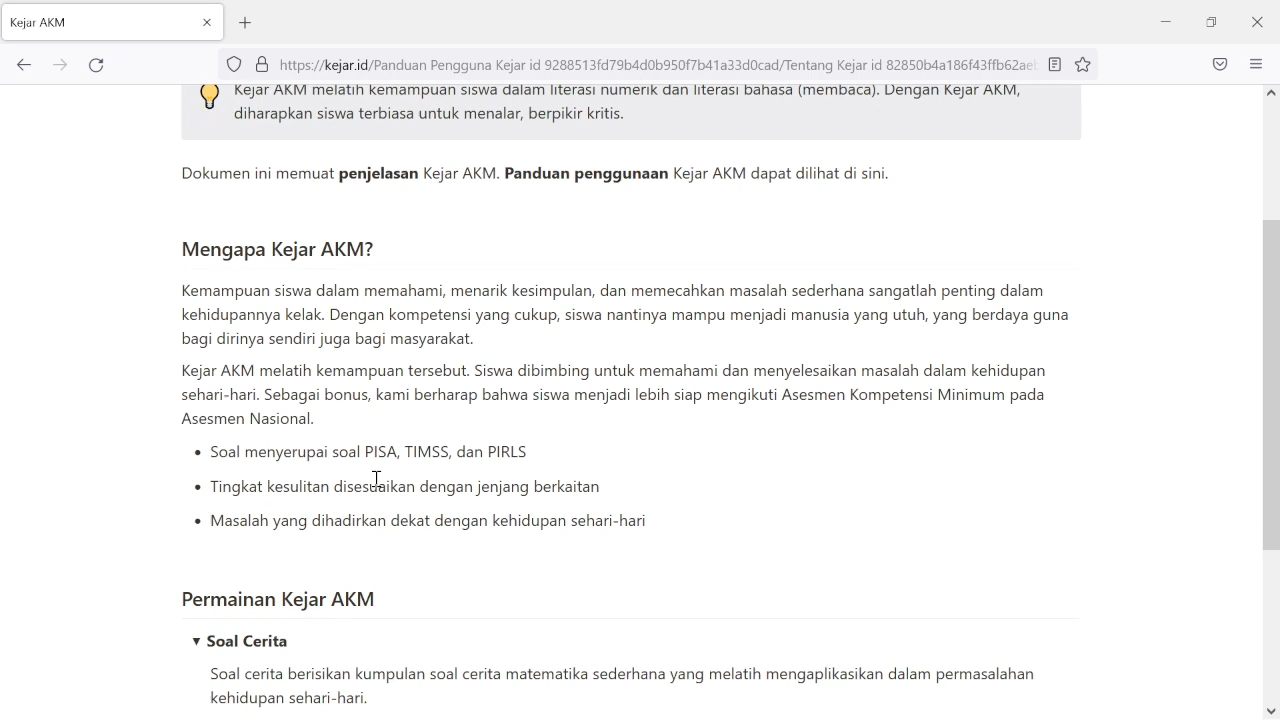 Kejar AKM
https://kejar.id/Panduan Pengguna Kejar id 9288513fd79b4d0b950f7b41a33d0cad/Tentang Kejar id 82850b4a186f43ffb62ae
Kejar AKM melatih kemampuan siswa dalam literasi numerik dan literasi bahasa (membaca). Dengan Kejar AKM,
diharapkan siswa terbiasa untuk menalar, berpikir kritis.
Dokumen ini memuat penjelasan Kejar AKM. Panduan penggunaan Kejar AKM dapat dilihat di sini.
Mengapa Kejar AKM?
Kemampuan siswa dalam memahami, menarik kesimpulan, dan memecahkan masalah sederhana sangatlah penting dalam
kehidupannya kelak. Dengan kompetensi yang cukup, siswa nantinya mampu menjadi manusia yang utuh, yang berdaya guna
bagi dirinya sendiri juga bagi masyarakat.
Kejar AKM melatih kemampuan tersebut. Siswa dibimbing untuk memahami dan menyelesaikan masalah dalam kehidupan
sehari-hari. Sebagai bonus, kami berharap bahwa siswa menjadi lebih siap mengikuti Asesmen Kompetensi Minimum pada
Asesmen Nasional.
• Soal menyerupai soal PISA, TIMSS, dan PIRLS
• Tingkat kesulitan disesuaikan dengan jenjang berkaitan
• Masalah yang dihadirkan dekat dengan kehidupan sehari-hari
Permainan Kejar AKM
▼ Soal Cerita
Soal cerita berisikan kumpulan soal cerita matematika sederhana yang melatih mengaplikasikan dalam permasalahan
kehidupan sehari-hari.